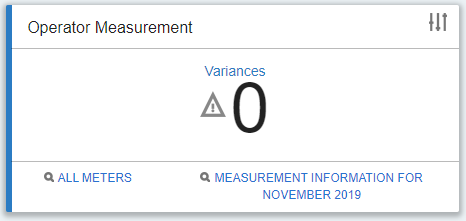 Operator Measurement
Variances
0
ALL METERS
MEASUREMENT INFORMATION FOR
NOVEMBER 2019